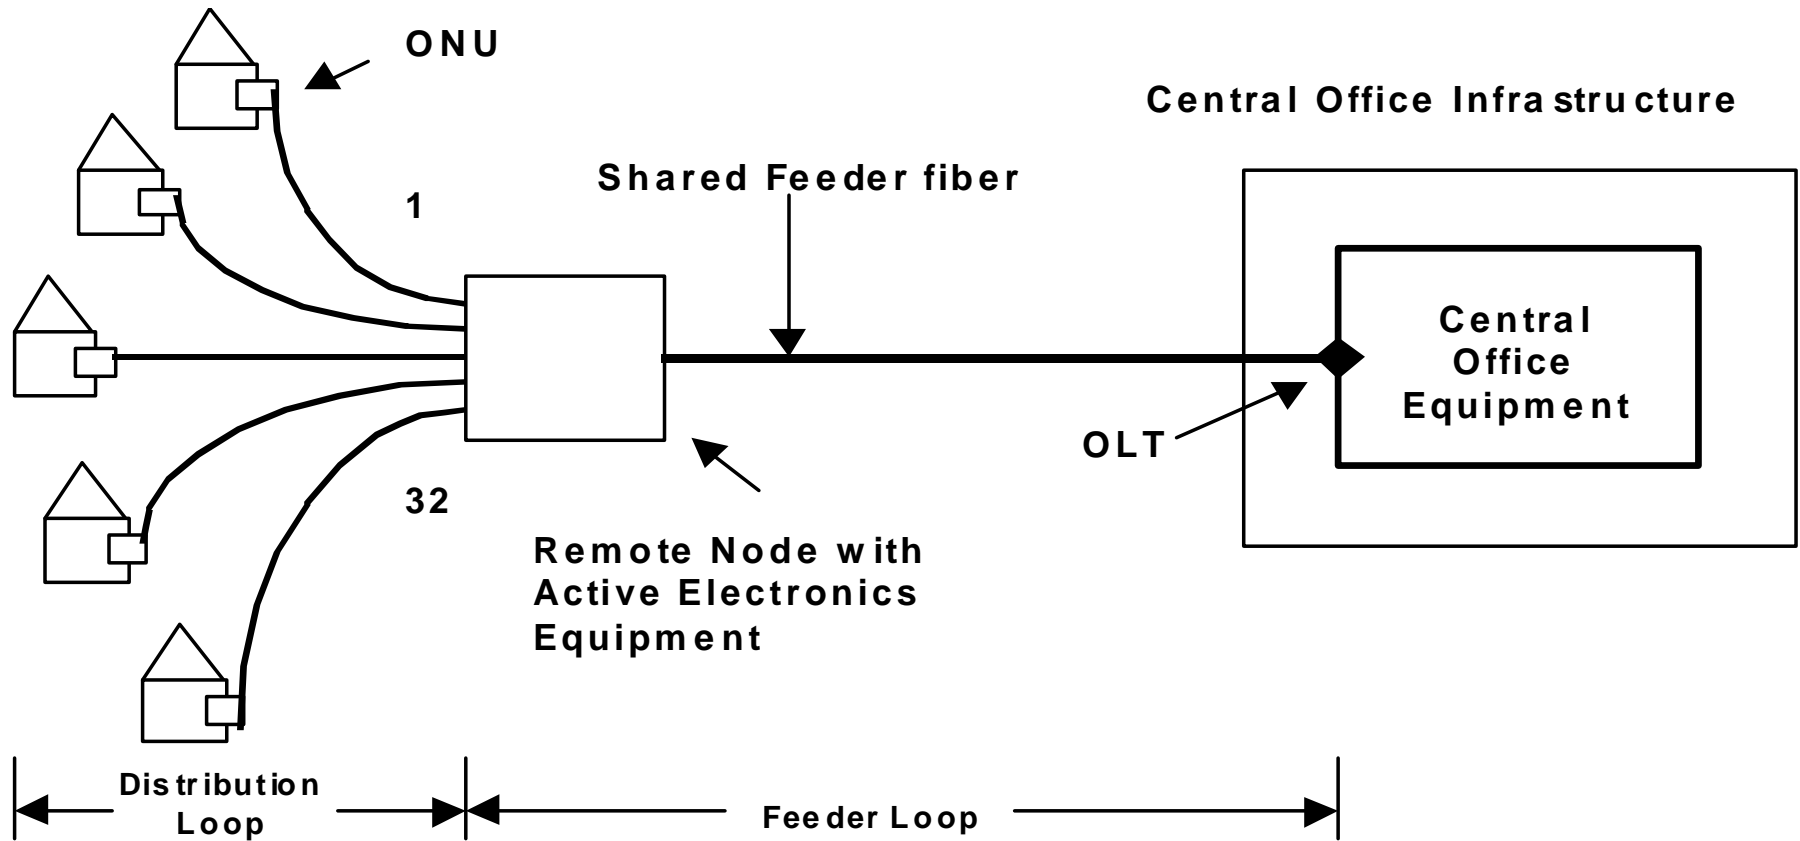 ONU
Central Office Infrastructure
Shared Feeder fiber
1
Central
Office
Equipment
OLT
32
Remote Node with
Active Electronics
Equipment
Distribution
Loop
Feeder Loop